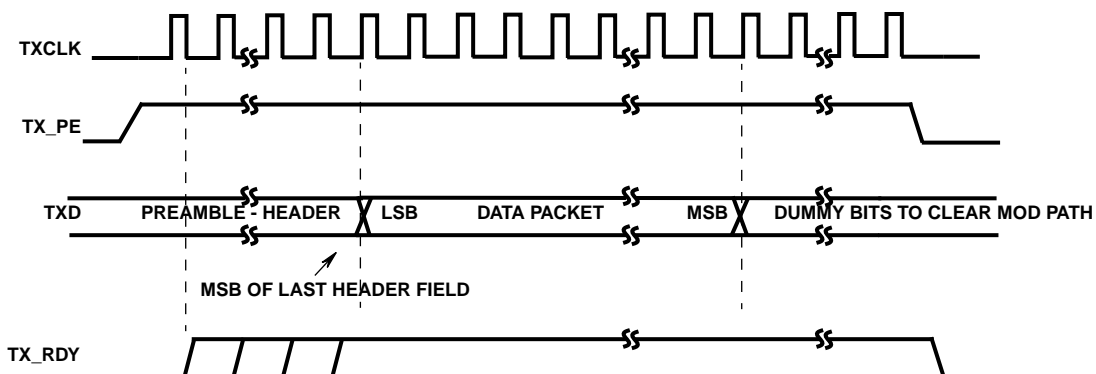 TXCLK
TX_PE
TXD PREAMBLE - HEADER LSB DATA PACKET MSB DUMMY BITS TO CLEAR MOD PATH
MSB OF LAST HEADER FIELD
TX_RDY